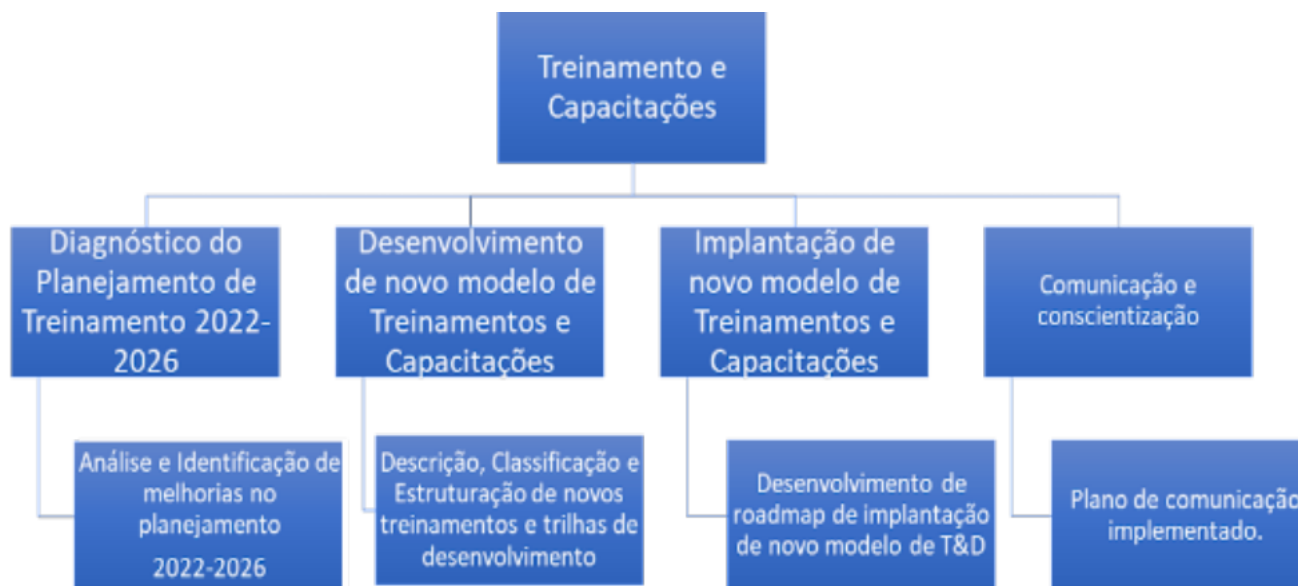 Treinamento e
Capacitações
Diagnóstico do
Planejamento de
Treinamento 2022-
2026
Desenvolvimento
de novo modelo de
Treinamentos e
Capacitações
Implantação de
novo modelo de
Treinamentos e
Capacitações
Comunicação e
conscientização
Análise e Identificação de
melhorias no
planejamento
2022-2026
Descrição, Classificação e
Estruturação de novos
treinamentos e trilhas de
desenvolvimento
Desenvolvimento de
roadmap de implantação
de novo modelo de T&D
Plano de comunicação
implementado.